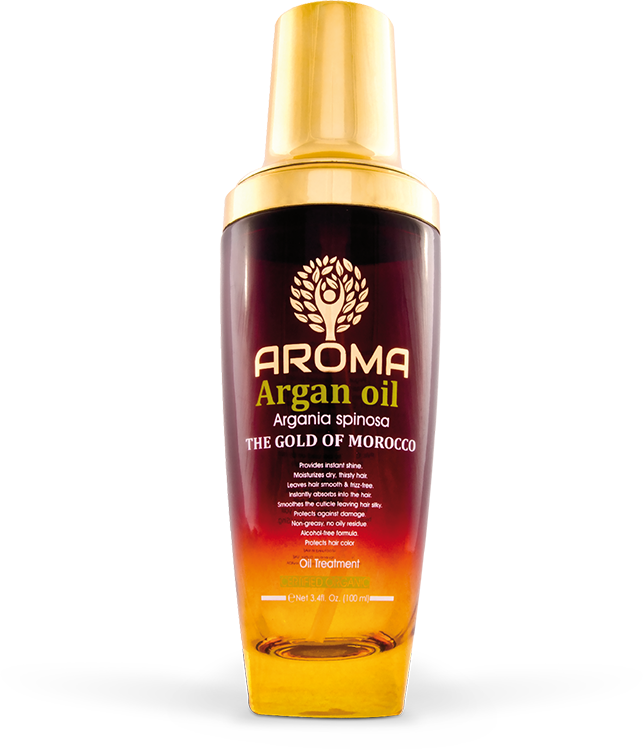 AROMA
Argan oil
Argania spinosa
THE GOLD OF MOROCCO
Provides instant shine.
Moisturizes dry, thirsty hair.
Leaves hair smooth & frizz-free.
Instantly absorbs into the hair.
Smoothes the cuticle leaving hair silky.
Protects against damage.
Non-greasy, no oily residue
Alcohol-free formula.
Protects hair color
Oil Treatment
℮Net 3.4fl. Oz. (100 ml)